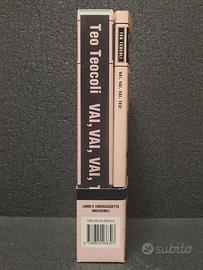 Teo Teocoli VAI, VAI, VAI, T
TEO TEOCOLI VAI, VAI, VAI, TEO!
LIBRO E VIDEOCASSETTA
INDIVISIBILI
subito